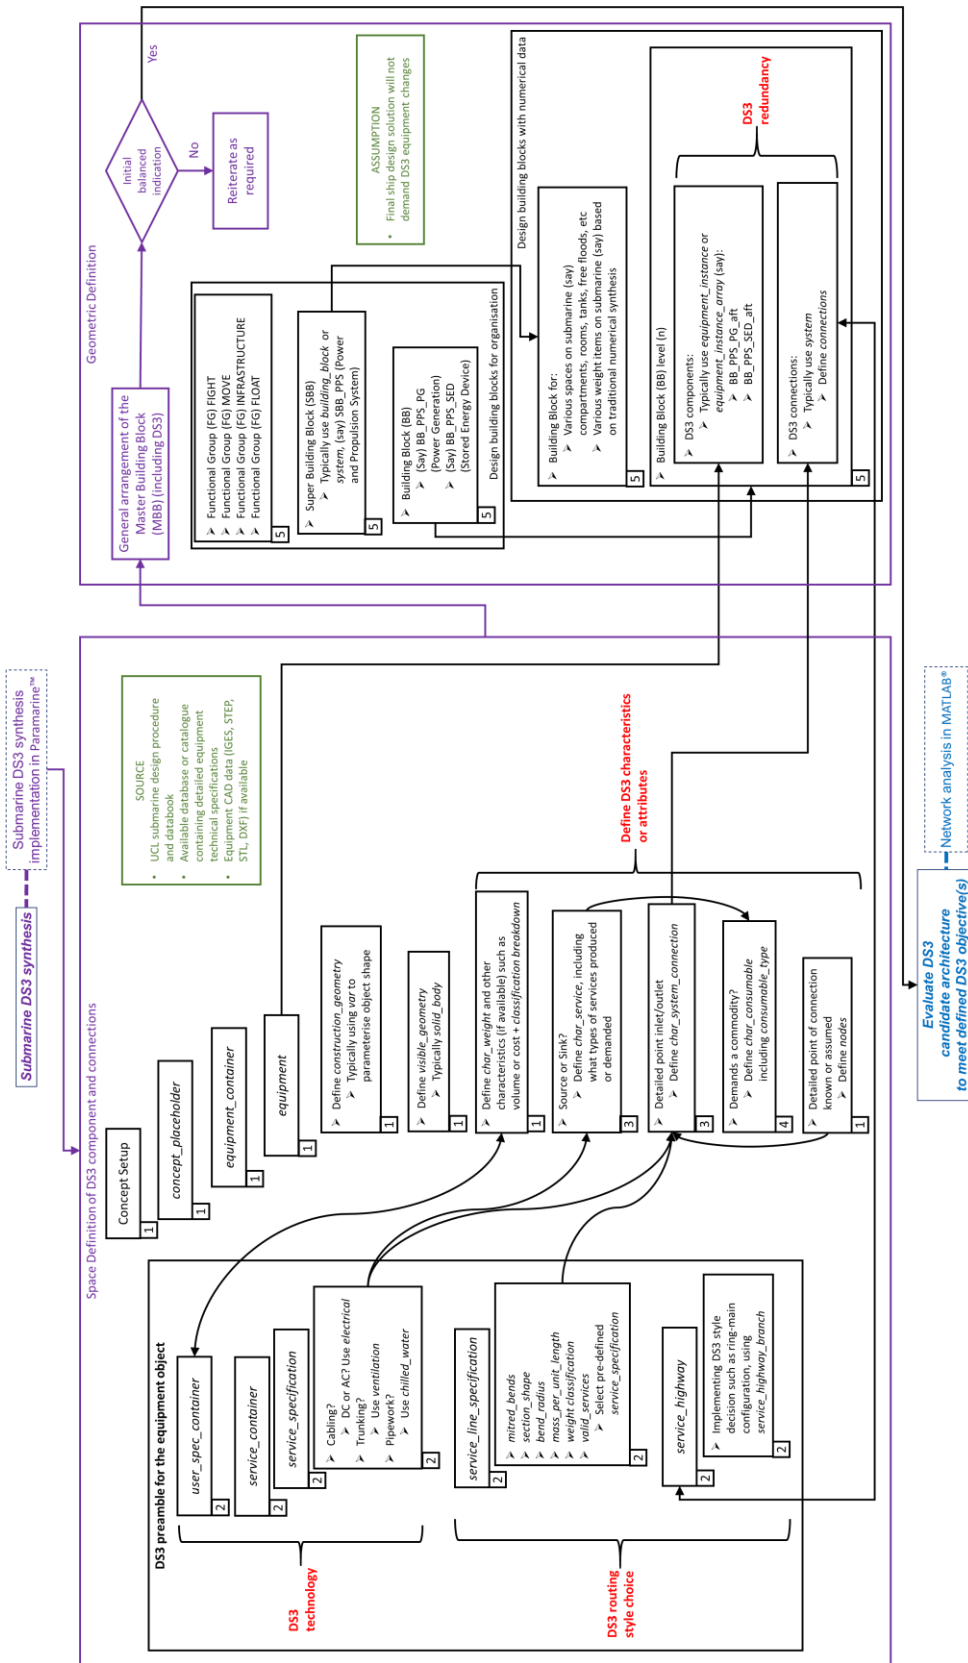 Submarine DS3 synthesis
Submarine DS3 synthesis
implementation in Paramarine™
Space Definition of DS3 component and connections
DS3 preamble for the equipment object
user_spec_container
2
service_container
2
service_specification
2
➤ Cabling?
➤ DC or AC? Use electrical
➤ Trunking?
➤ Use ventilation
➤ Pipework?
➤ Use chilled_water
2
DS3
technology
service_line_specification
2
➤ mitred_bends
➤ section_shape
➤ bend_radius
➤ mass_per_unit_length
➤ weight classification
➤ valid_services
➤ Select pre-defined
service_specification
2
service_highway
2
➤ Implementing DS3 style
decision such as ring-main
configuration, using
service_highway_branch
2
DS3 routing
style choice
Concept Setup
1
concept_placeholder
1
equipment_container
1
equipment
1
➤ Define construction_geometry
➤ Typically using var to
parameterise object shape
1
➤ Define visible_geometry
➤ Typically solid_body
1
➤ Define char_weight and other
characteristics (if available) such as
volume or cost + classification breakdown
1
➤ Source or Sink?
➤ Define char_service, including
what types of services produced
or demanded
3
➤ Detailed point inlet/outlet
➤ Define char_system_connection
3
➤ Demands a commodity?
➤ Define char_consumable
including consumable_type
4
➤ Detailed point of connection
known or assumed
➤ Define nodes
1
Define DS3 characteristics
or attributes
SOURCE
• UCL submarine design procedure
and databook
• Available database or catalogue
containing detailed equipment
technical specifications
• Equipment CAD data (IGES, STEP,
STL, DXF) if available
Geometric Definition
General arrangement of the
Master Building Block
(MBB) (including DS3)
Initial
balanced
indication
Yes
No
Reiterate as
required
➤ Functional Group (FG) FIGHT
➤ Functional Group (FG) MOVE
➤ Functional Group (FG) INFRASTRUCTURE
➤ Functional Group (FG) FLOAT
5
➤ Super Building Block (SBB)
➤ Typically use building_block or
system, (say) SBB_PPS (Power
and Propulsion System)
5
➤ Building Block (BB)
➤ (Say) BB_PPS_PG
(Power Generation)
➤ (Say) BB_PPS_SED
(Stored Energy Device)
5
Design building blocks for organisation
ASSUMPTION
• Final ship design solution will not
demand DS3 equipment changes
Design building blocks with numerical data
➤ Building Block for:
➤ Various spaces on submarine (say)
compartments, rooms, tanks, free floods, etc
➤ Various weight items on submarine (say) based
on traditional numerical synthesis
5
➤ Building Block (BB) level (n)
➤ DS3 components:
➤ Typically use equipment_instance or
equipment_instance_array (say):
➤ BB_PPS_PG_aft
➤ BB_PPS_SED_aft
➤ DS3 connections:
➤ Typically use system
➤ Define connections
5
DS3
redundancy
Evaluate DS3
candidate architecture
to meet defined DS3 objective(s)
Network analysis in MATLAB®